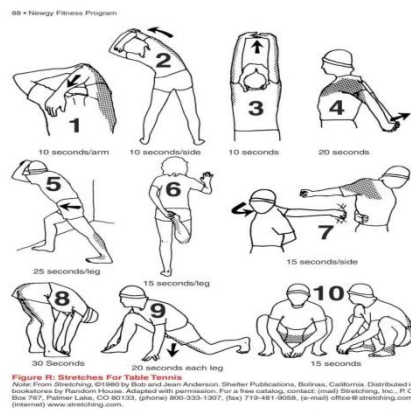 88 • Newgy Fitness Program
1
2
3
4
10 seconds/arm
10 seconds/side
10 seconds
20 seconds
5
6
7
25 seconds/leg
15 seconds/leg
15 seconds/side
8
9
10
30 Seconds
20 seconds each leg
15 seconds
Figure R: Stretches For Table Tennis
Note: From Stretching, ©1980 by Bob and Jean Anderson. Shelter Publications, Bolinas, California. Distributed i
bookstores by Random House. Adapted with permission. For a free catalog, contact: (mail) Stretching, Inc., P. O
Box 767, Palmer Lake, CO 80133, (phone) 800-333-1307, (fax) 719-481-9058, (e-mail) office@stretching.com
(internet) www.stretching.com.